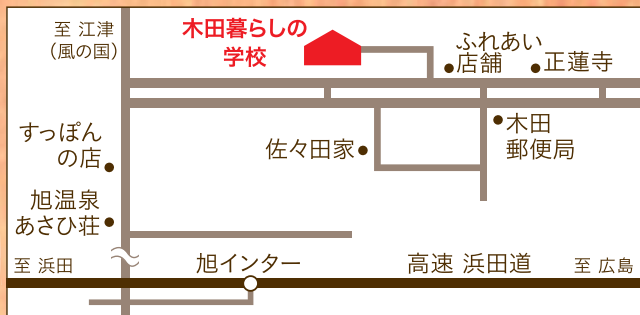 至 江津
(風の国)
木田暮らしの
学校
ふれあい
店舗
正蓮寺
すっぽん
の店
佐々田家
木田
郵便局
旭温泉
あさひ荘
至 浜田
旭インター
高速 浜田道
至 広島